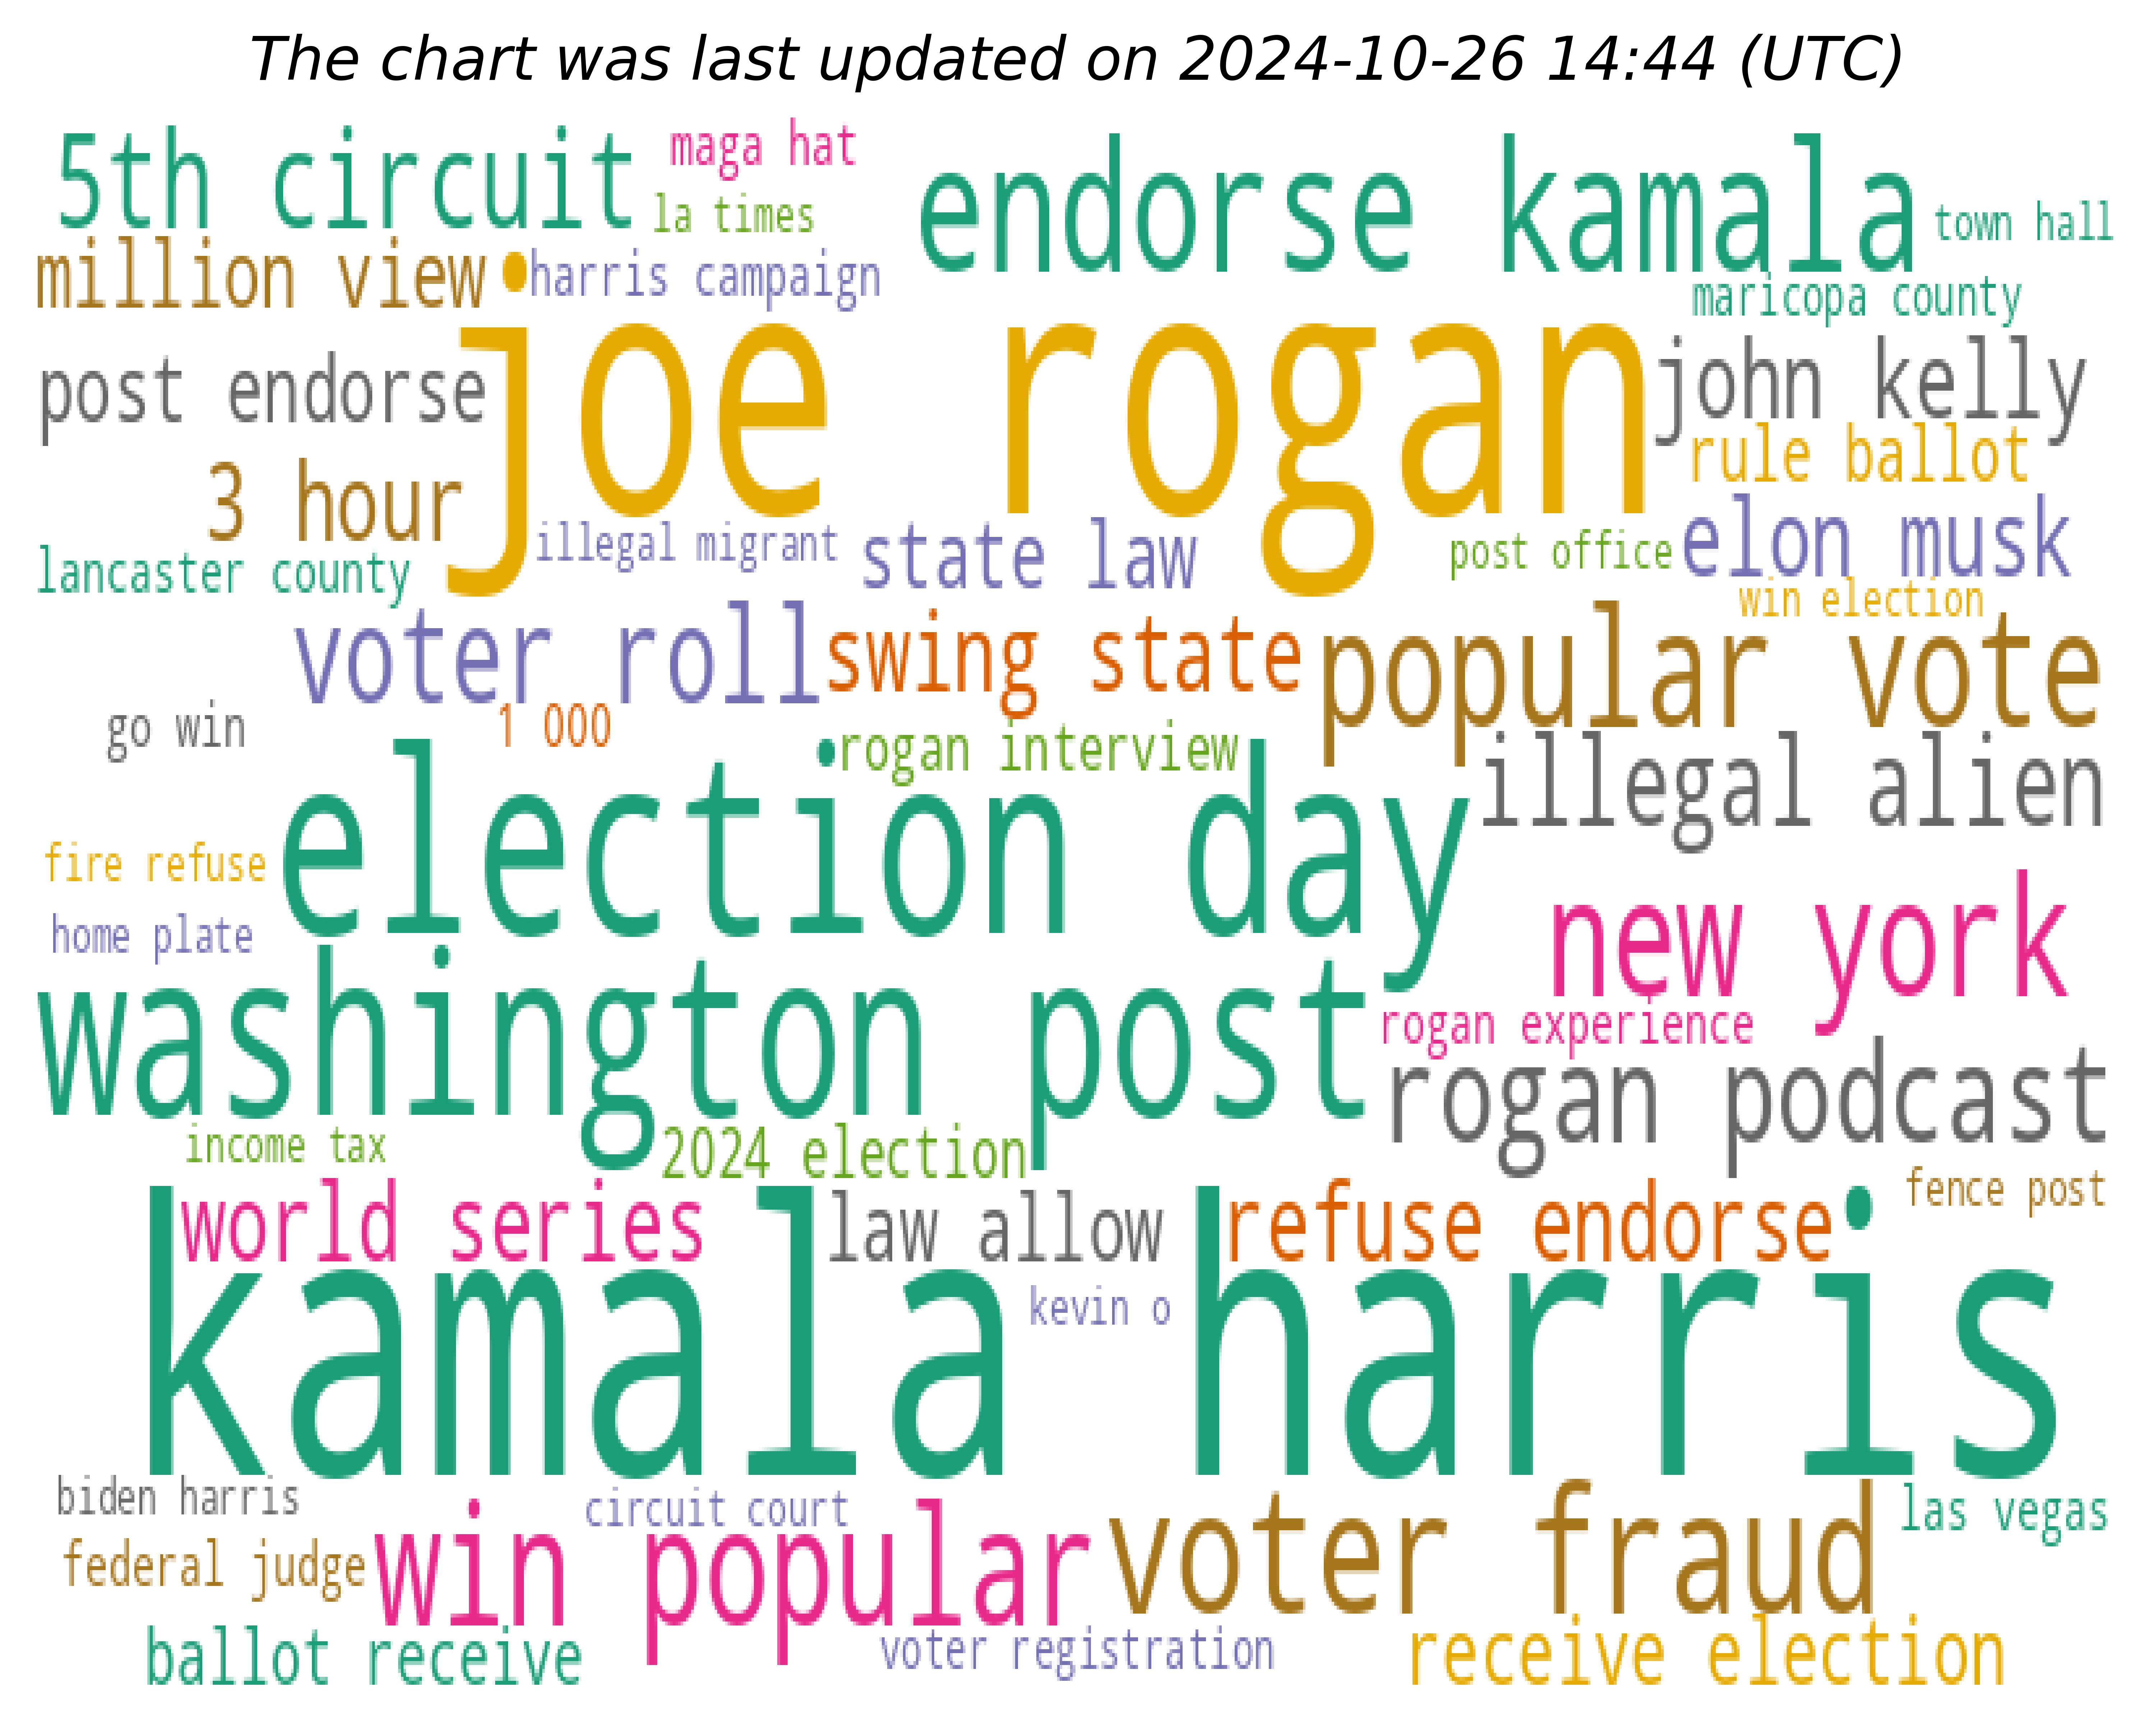 The chart was last updated on 2024-10-26 14:44 (UTC)
5th circuit
maga hat
endorse kamala
la times
town hall
million view
harris campaign
maricopa county
joe rogan
john kelly
post endorse
rule ballot
3 hour
elon musk
illegal migrant
state law
post office
lancaster county
win election
voter roll
swing state
popular vote
go win
1 000
rogan interview
illegal alien
election day
fire refuse
home plate
new york
washington post
rogan experience
rogan podcast
income tax
2024 election
fence post
world series
law allow
refuse endorse
kamala harris
kevin o
biden harris
circuit court
las vegas
federal judge
win popular
voter fraud
ballot receive
voter registration
receive election